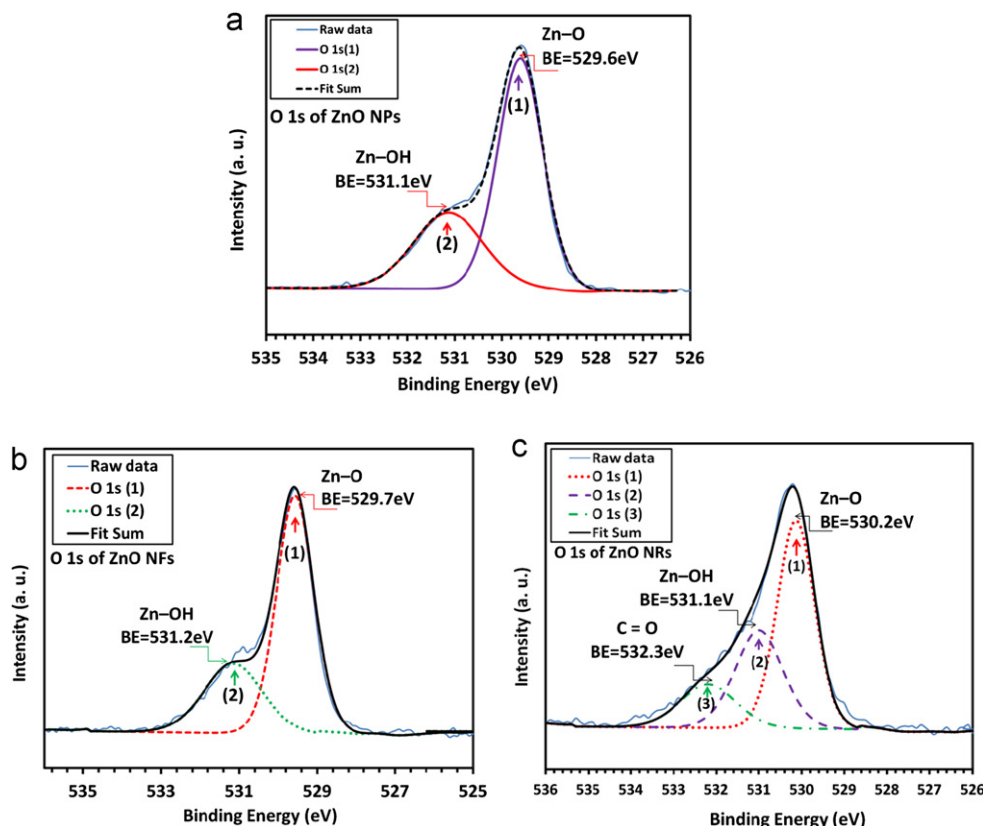 a
Raw data
O 1s(1)
O 1s(2)
Fit Sum
O 1s of ZnO NPs
Zn–O
BE=529.6eV
(1)
Zn–OH
BE=531.1eV
(2)
Intensity (a. u.)
535 534 533 532 531 530 529 528 527 526
Binding Energy (eV)
b
Raw data
O 1s (1)
O 1s (2)
Fit Sum
O 1s of ZnO NFs
Zn–O
BE=529.7eV
(1)
Zn–OH
BE=531.2eV
(2)
Intensity (a. u.)
535 533 531 529 527 525
Binding Energy (eV)
c
Raw data
O 1s (1)
O 1s (2)
O 1s (3)
Fit Sum
O 1s of ZnO NRs
Zn–O
BE=530.2eV
(1)
Zn–OH
BE=531.1eV
(2)
C = O
BE=532.3eV
(3)
Intensity (a. u.)
536 535 534 533 532 531 530 529 528 527 526
Binding Energy (eV)